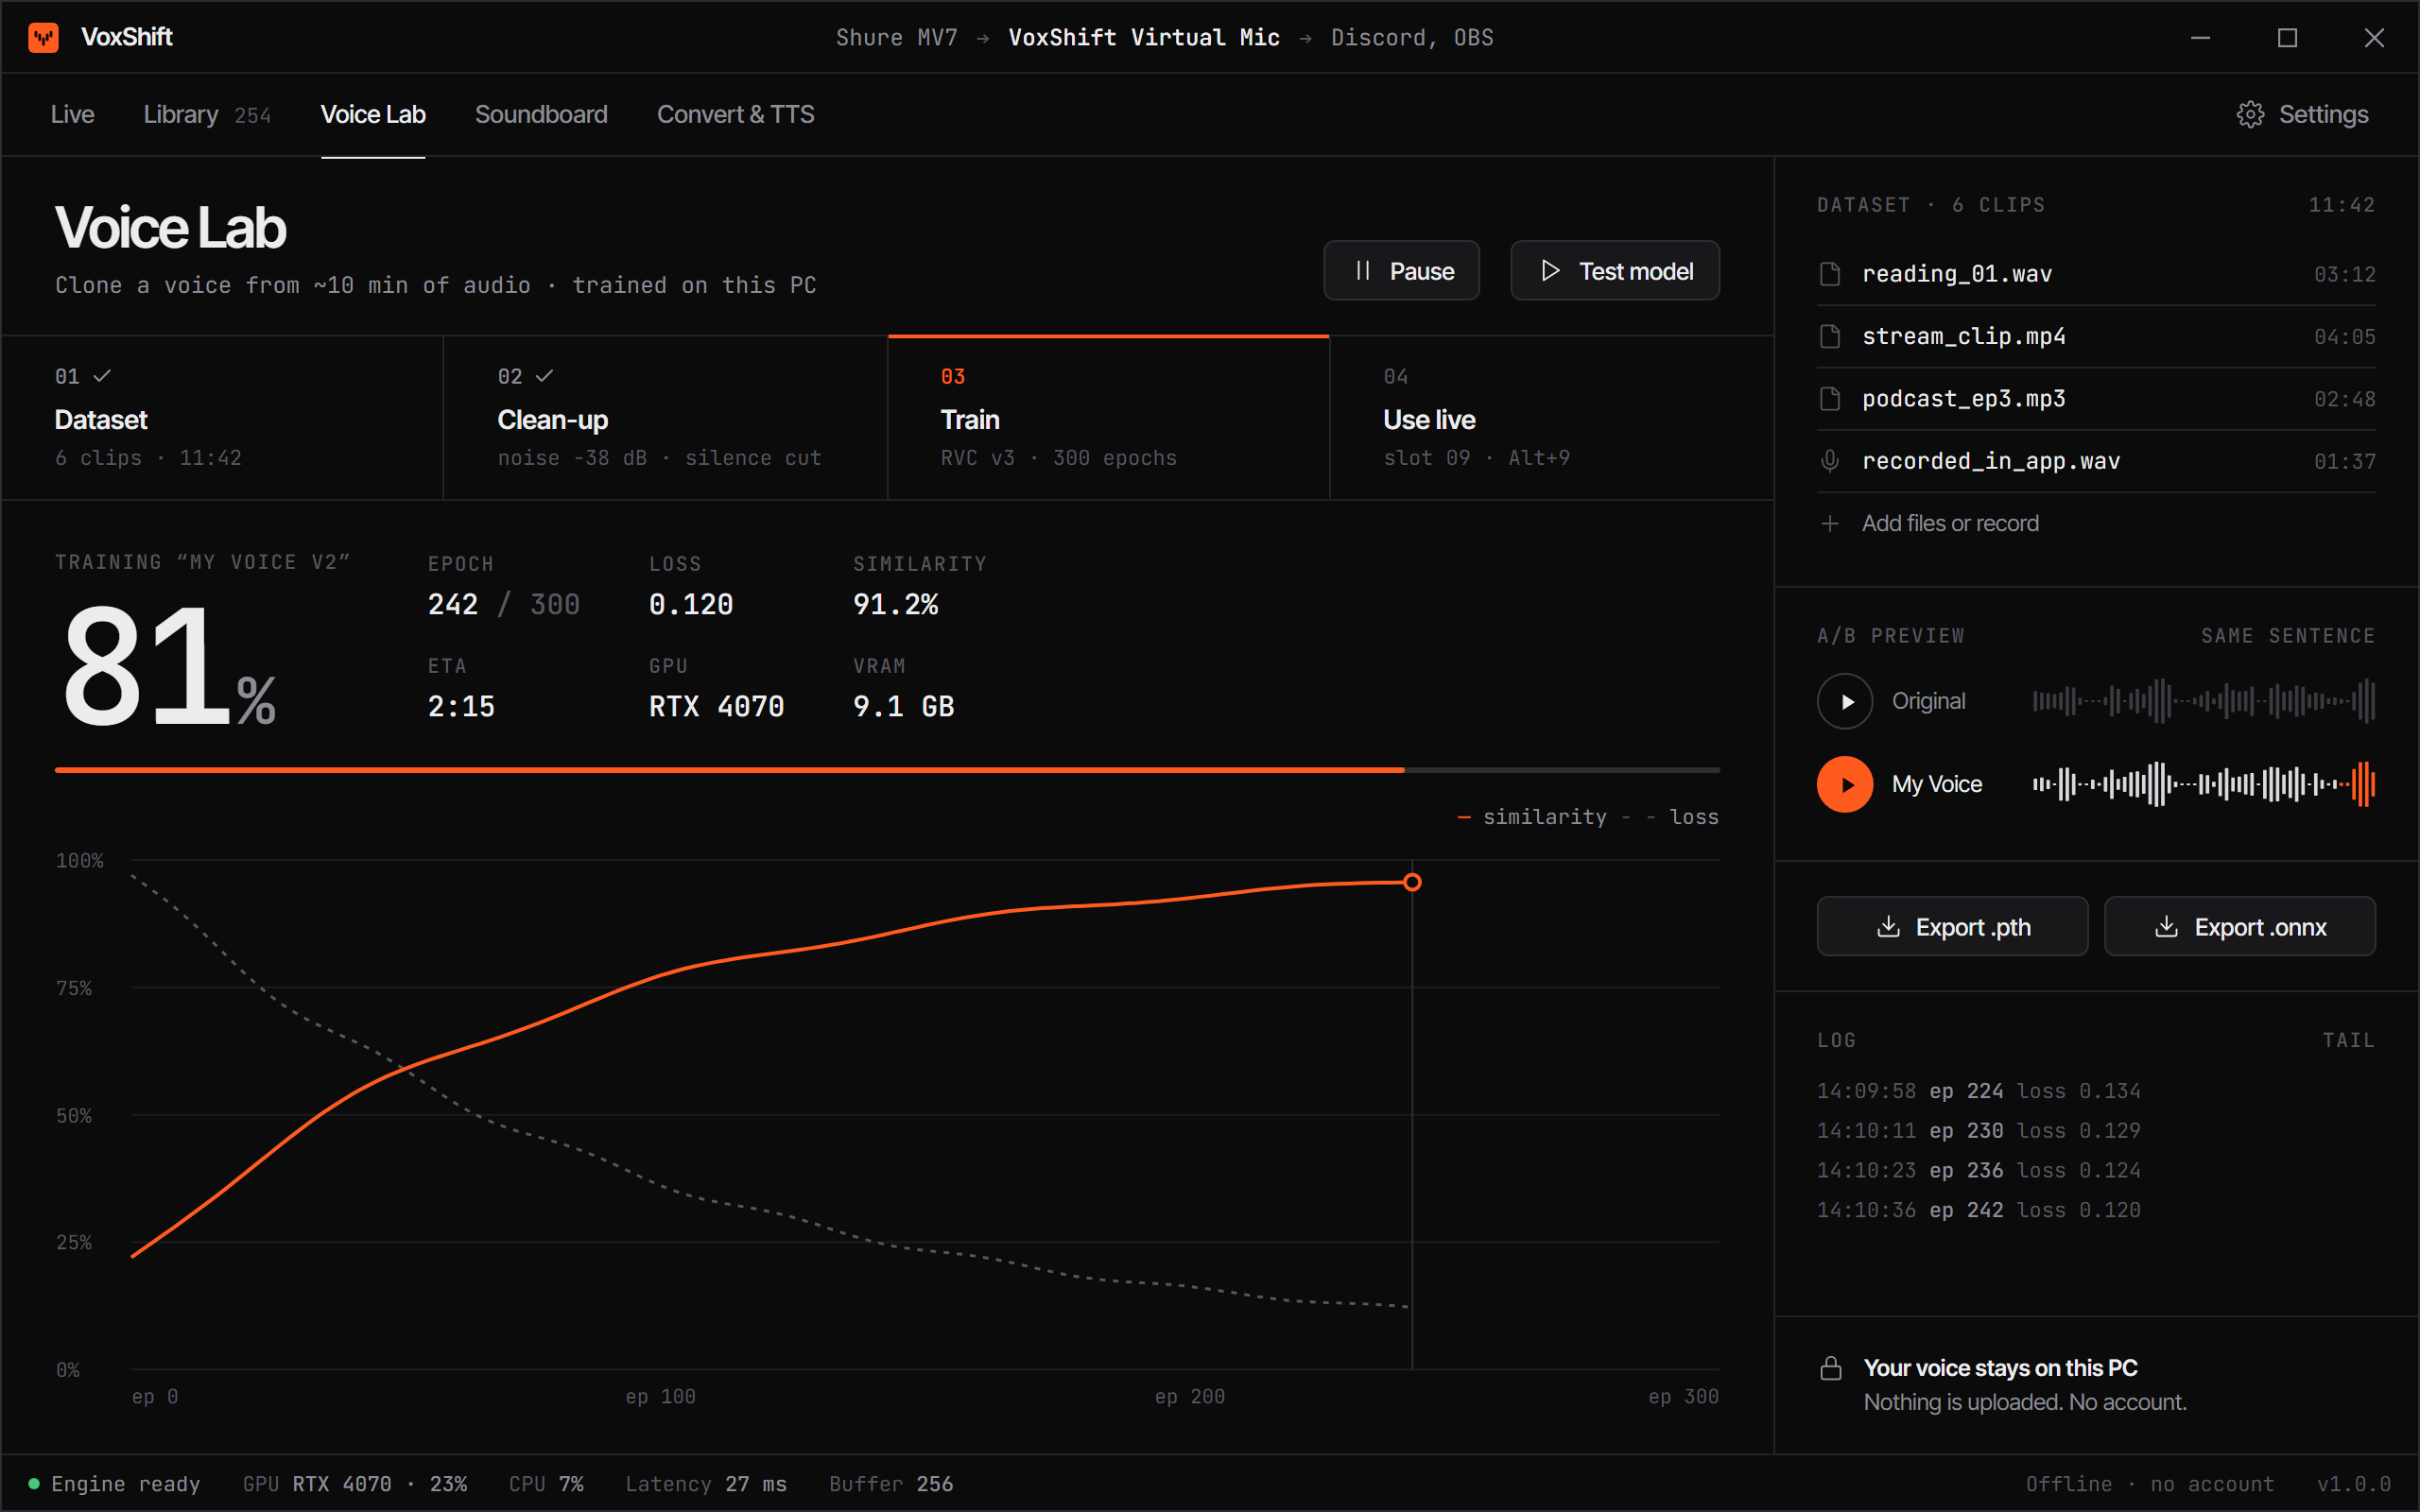 VoxShift
Shure MV7 → VoxShift Virtual Mic → Discord, OBS
Live Library 254 Voice Lab Soundboard Convert & TTS Settings
Voice Lab
Clone a voice from ~10 min of audio · trained on this PC
Pause
Test model
01
Dataset
6 clips · 11:42
02
Clean-up
noise -38 dB · silence cut
03
Train
RVC v3 · 300 epochs
04
Use live
slot 09 · Alt+9
TRAINING “MY VOICE V2”
81%
EPOCH
242 / 300
LOSS
0.120
SIMILARITY
91.2%
ETA
2:15
GPU
RTX 4070
VRAM
9.1 GB
similarity - - loss
100%
75%
50%
25%
0%
ep 0 ep 100 ep 200 ep 300
DATASET · 6 CLIPS 11:42
reading_01.wav 03:12
stream_clip.mp4 04:05
podcast_ep3.mp3 02:48
recorded_in_app.wav 01:37
Add files or record
A/B PREVIEW SAME SENTENCE
Original
My Voice
Export .pth
Export .onnx
LOG TAIL
14:09:58 ep 224 loss 0.134
14:10:11 ep 230 loss 0.129
14:10:23 ep 236 loss 0.124
14:10:36 ep 242 loss 0.120
Your voice stays on this PC
Nothing is uploaded. No account.
Engine ready GPU RTX 4070 · 23% CPU 7% Latency 27 ms Buffer 256 Offline · no account v1.0.0